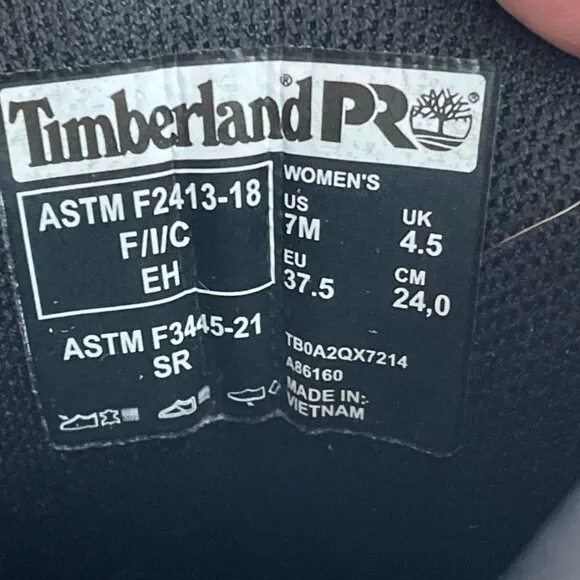 Timberland® PRO®
ASTM F2413-18
F/I/C
EH
ASTM F3445-21
SR
WOMEN'S
US UK
7M 4.5
EU CM
37.5 24,0
TB0A2QX7214
A86160
MADE IN:
VIETNAM